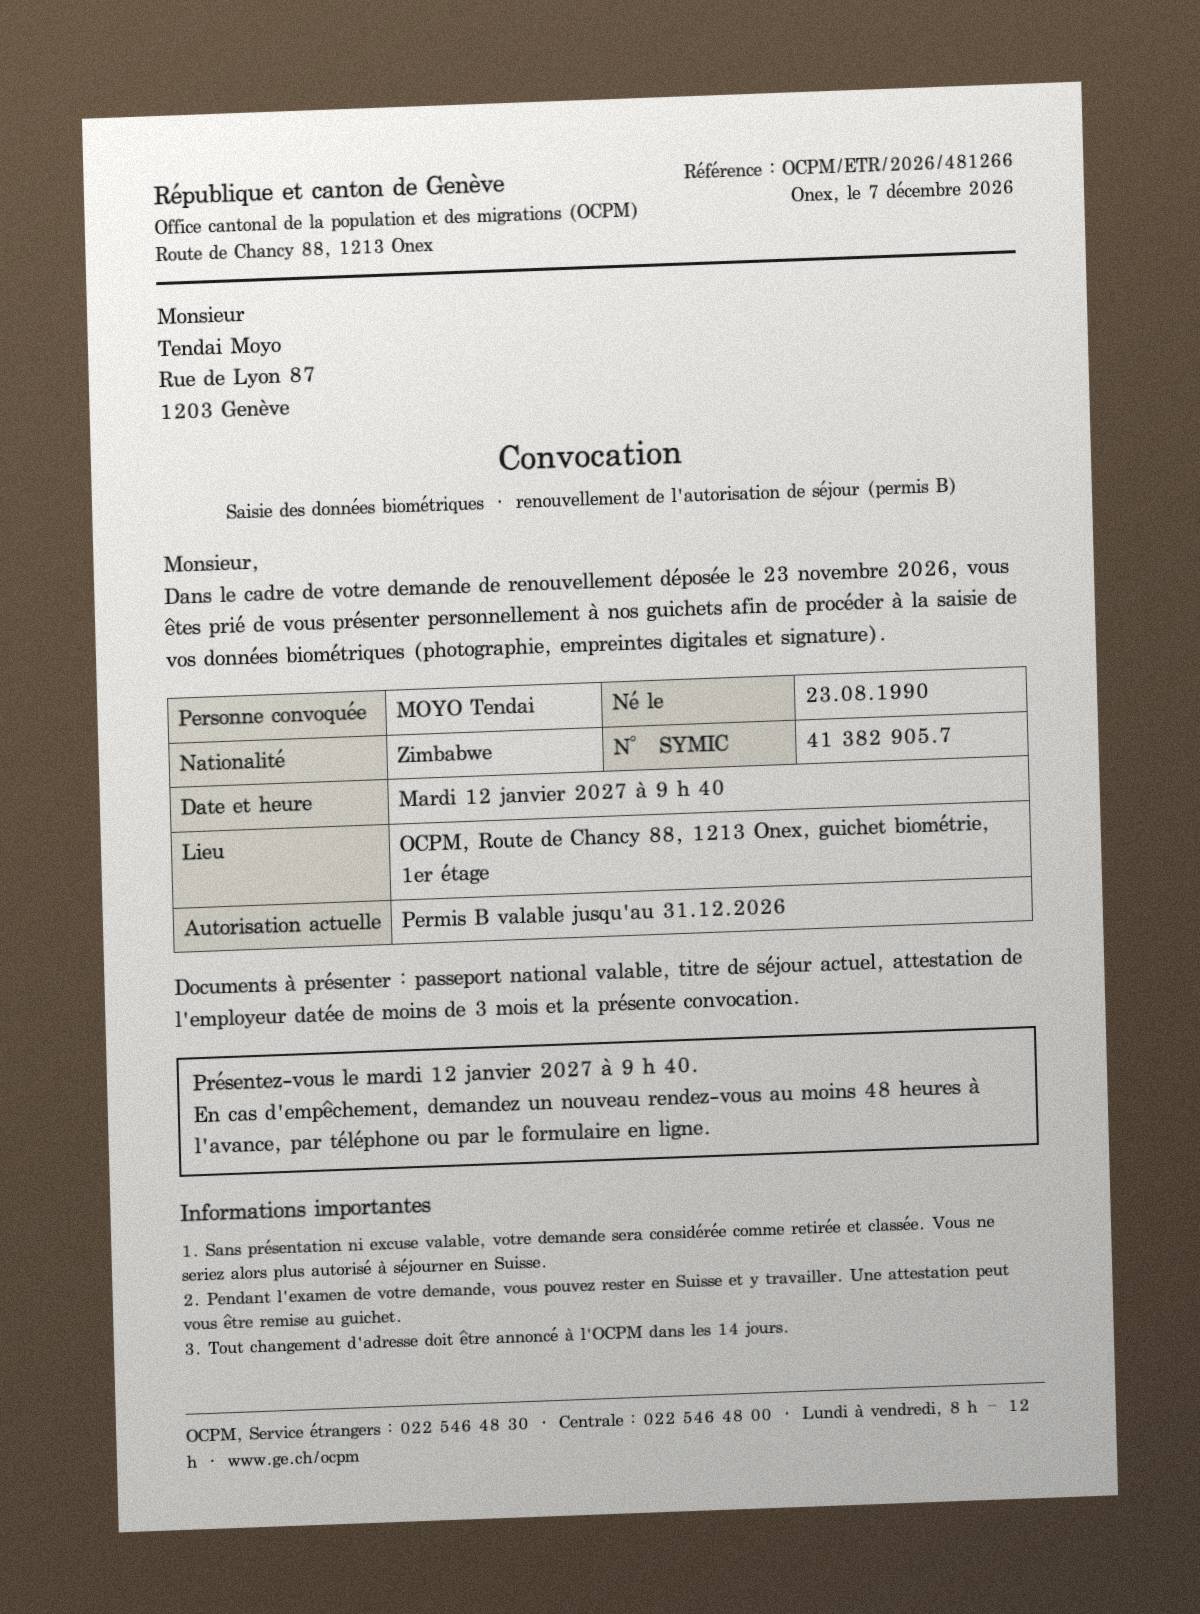 République et canton de Genève
Office cantonal de la population et des migrations (OCPM)
Route de Chancy 88, 1213 Onex
Référence : OCPM/ETR/2026/481266
Onex, le 7 décembre 2026
Monsieur
Tendai Moyo
Rue de Lyon 87
1203 Genève
Convocation
Saisie des données biométriques · renouvellement de l'autorisation de séjour (permis B)
Monsieur,
Dans le cadre de votre demande de renouvellement déposée le 23 novembre 2026, vous
êtes prié de vous présenter personnellement à nos guichets afin de procéder à la saisie de
vos données biométriques (photographie, empreintes digitales et signature).
Personne convoquée MOYO Tendai Né le 23.08.1990
Nationalité Zimbabwe N° SYMIC 41 382 905.7
Date et heure Mardi 12 janvier 2027 à 9 h 40
Lieu OCPM, Route de Chancy 88, 1213 Onex, guichet biométrie,
1er étage
Autorisation actuelle Permis B valable jusqu'au 31.12.2026
Documents à présenter : passeport national valable, titre de séjour actuel, attestation de
l'employeur datée de moins de 3 mois et la présente convocation.
Présentez-vous le mardi 12 janvier 2027 à 9 h 40.
En cas d'empêchement, demandez un nouveau rendez-vous au moins 48 heures à
l'avance, par téléphone ou par le formulaire en ligne.
Informations importantes
1. Sans présentation ni excuse valable, votre demande sera considérée comme retirée et classée. Vous ne
seriez alors plus autorisé à séjourner en Suisse.
2. Pendant l'examen de votre demande, vous pouvez rester en Suisse et y travailler. Une attestation peut
vous être remise au guichet.
3. Tout changement d'adresse doit être annoncé à l'OCPM dans les 14 jours.
OCPM, Service étrangers : 022 546 48 30 · Centrale : 022 546 48 00 · Lundi à vendredi, 8 h – 12
h · www.ge.ch/ocpm